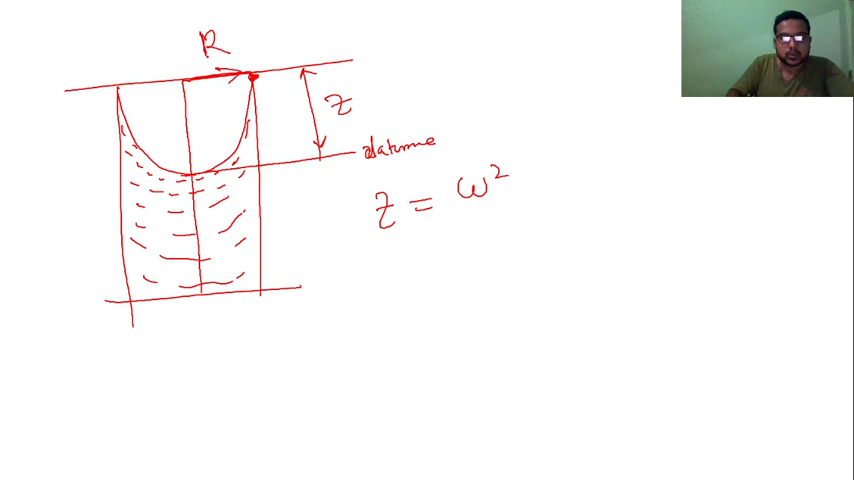 R
z
datume
z = ω²